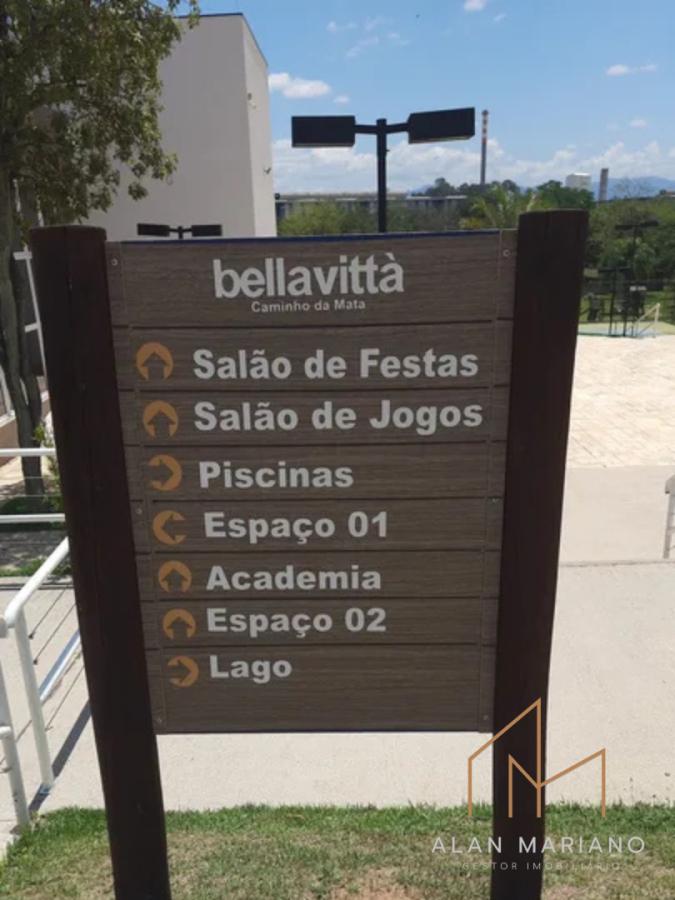 bellavittà
Caminho da Mata
Salão de Festas
Salão de Jogos
Piscinas
Espaço 01
Academia
Espaço 02
Lago
ALAN MARIANO
GESTOR IMOBILIÁRIO